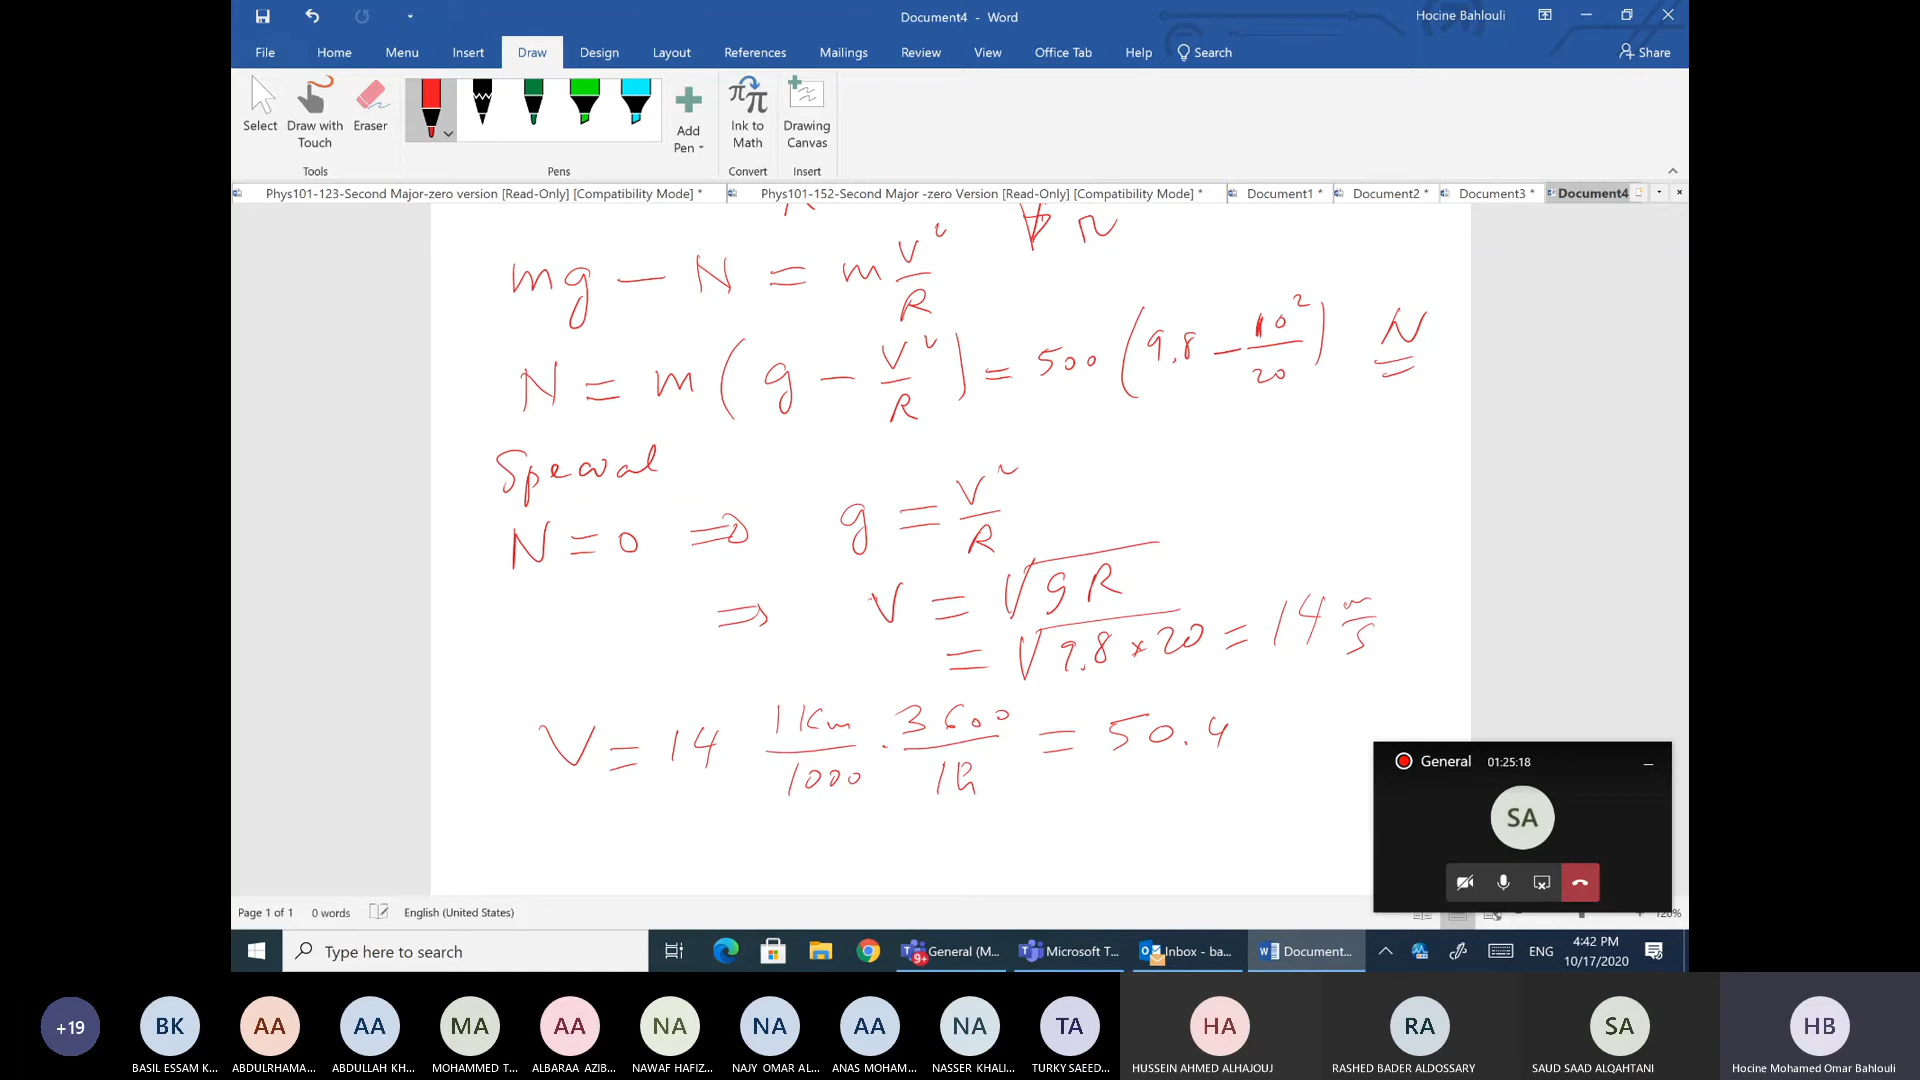 Document4 - Word
Hocine Bahlouli
File Home Menu Insert Draw Design Layout References Mailings Review View Office Tab Help Search Share
Select
Draw with Touch
Eraser
Add Pen
Ink to Math
Drawing Canvas
Tools Pens Convert Insert
Phys101-123-Second Major-zero version [Read-Only] [Compatibility Mode] * Phys101-152-Second Major -zero Version [Read-Only] [Compatibility Mode] * Document1 * Document2 * Document3 * Document4
mg − N = m v²/R
N = m ( g − v²/R ) = 500 ( 9.8 − 10²/20 ) N
Special
N = 0 ⇒ g = v²/R
⇒ V = √gR
= √9.8 × 20 = 14 m/s
V = 14 1 Km/1000 · 3600/1h = 50.4
General 01:25:18
SA
Page 1 of 1 0 words English (United States) 120%
Type here to search
General (M... Microsoft T... Inbox - ba... Document... ENG 4:42 PM
9+
10/17/2020
+19 BK AA AA MA AA NA NA AA NA TA HA RA SA HB
BASIL ESSAM K... ABDULRHAMA... ABDULLAH KH... MOHAMMED T... ALBARAA AZIB... NAWAF HAFIZ... NAJY OMAR AL... ANAS MOHAM... NASSER KHALI... TURKY SAEED... HUSSEIN AHMED ALHAJOUJ RASHED BADER ALDOSSARY SAUD SAAD ALQAHTANI Hocine Mohamed Omar Bahlouli